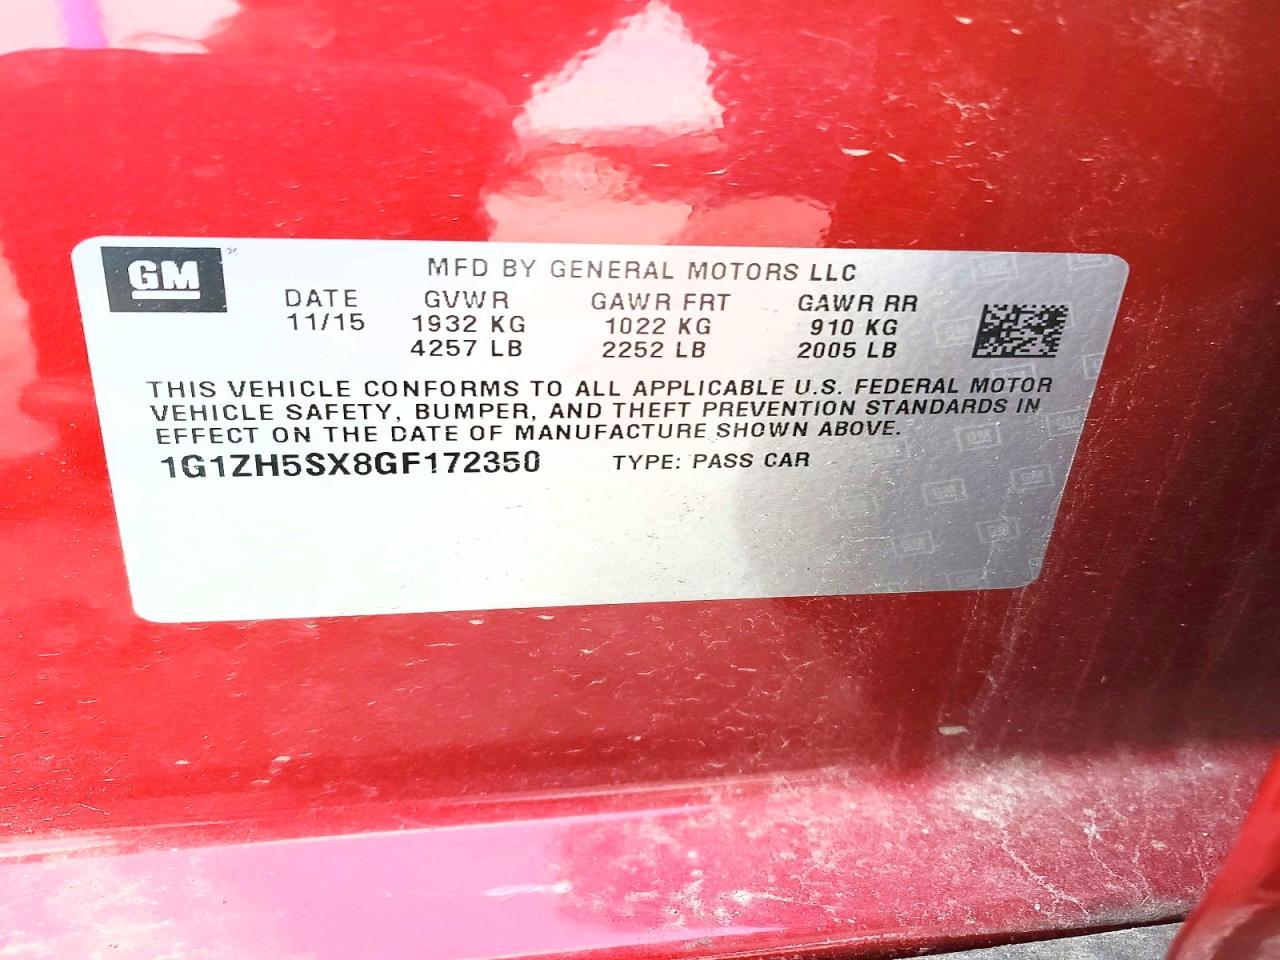 GM
MFD BY GENERAL MOTORS LLC
DATE GVWR GAWR FRT GAWR RR
11/15 1932 KG 1022 KG 910 KG
4257 LB 2252 LB 2005 LB
THIS VEHICLE CONFORMS TO ALL APPLICABLE U.S. FEDERAL MOTOR
VEHICLE SAFETY, BUMPER, AND THEFT PREVENTION STANDARDS IN
EFFECT ON THE DATE OF MANUFACTURE SHOWN ABOVE.
1G1ZH5SX8GF172350 TYPE: PASS CAR